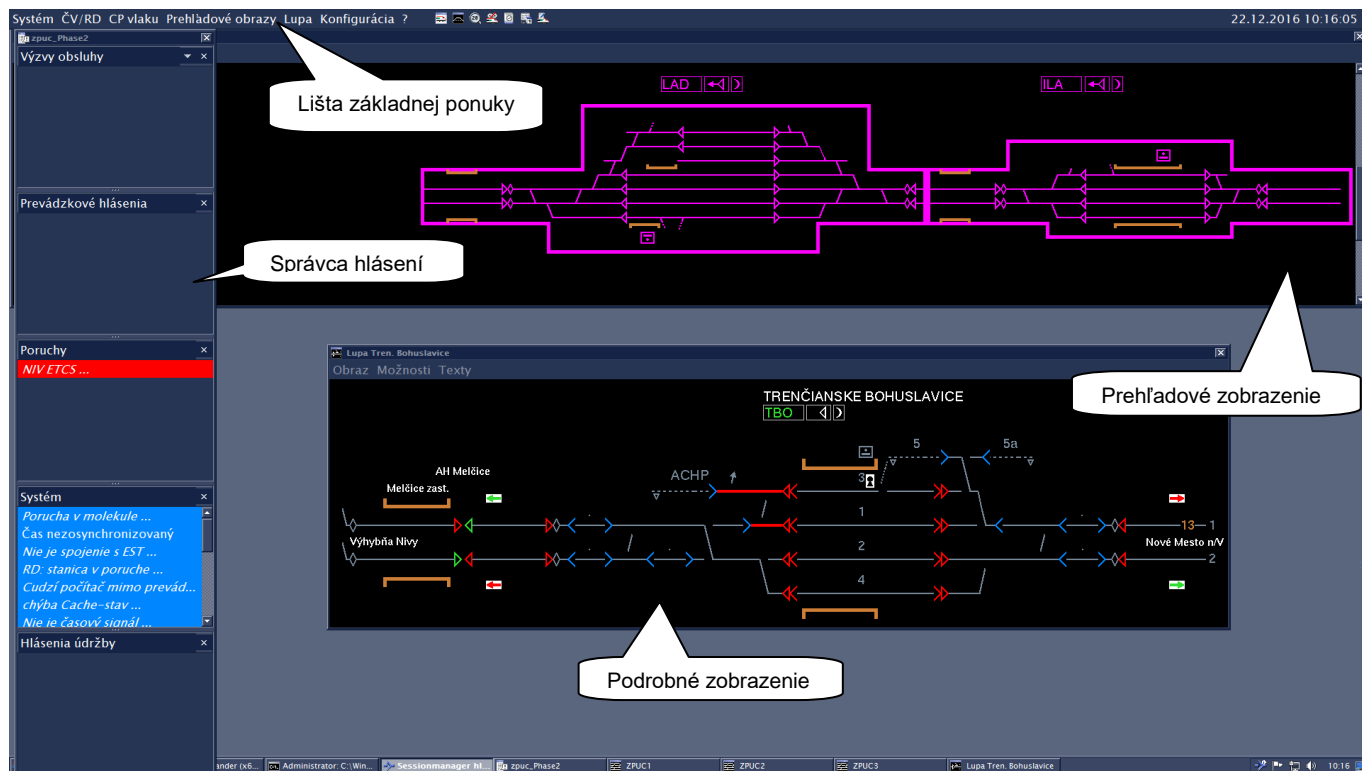 Systém ČV/RD CP vlaku Prehľadové obrazy Lupa Konfigurácia ?
22.12.2016 10:16:05
zpuc_Phase2
Výzvy obsluhy
Lišta základnej ponuky
LAD
ILA
Prevádzkové hlásenia
Správca hlásení
Poruchy
NIV ETCS ...
Prehľadové zobrazenie
Lupa Tren. Bohuslavice
Obraz Možnosti Texty
TRENČIANSKE BOHUSLAVICE
TBO
5
5a
AH Melčice
ACHP
3
Melčice zast.
1
13
1
Výhybňa Nivy
2
Nové Mesto n/V
2
4
Systém
Porucha v molekule ...
Čas nezosynchronizovaný
Nie je spojenie s EST ...
RD: stanica v poruche ...
Cudzí počítač mimo prevád...
chýba Cache-stav ...
Nie je časový signál ...
Podrobné zobrazenie
Hlásenia údržby
ander (x6...
Administrator: C:\Win...
Sessionmanager hl...
zpuc_Phase2
ZPUC1
ZPUC2
ZPUC3
Lupa Tren. Bohuslavice
10:16